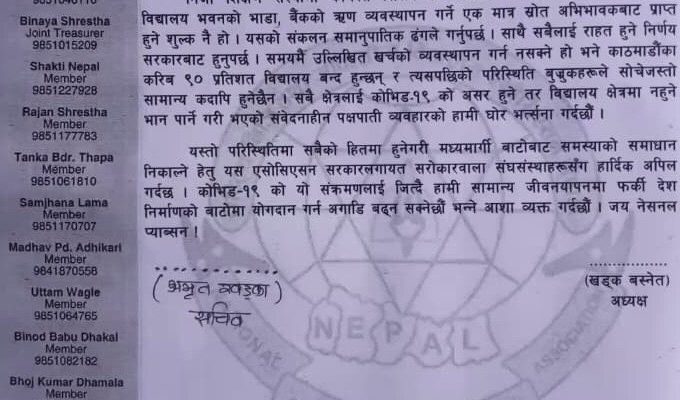 Binaya Shrestha
Joint Treasurer
9851015209
Shakti Nepal
Member
9851227928
Rajan Shrestha
Member
9851177783
Tanka Bdr. Thapa
Member
9851061810
Samjhana Lama
Member
9851170707
Madhav Pd. Adhikari
Member
9841870558
Uttam Wagle
Member
9851064765
Binod Babu Dhakal
Member
9851082182
Bhoj Kumar Dhamala
Member
विद्यालय भवनको भाडा, बैंकको ऋण व्यवस्थापन गर्ने एक मात्र स्रोत अभिभावकबाट प्राप्त
हुने शुल्क नै हो । यसको संकलन समानुपातिक ढंगले गर्नुपर्छ । साथै सबैलाई राहत हुने निर्णय
सरकारबाट हुनुपर्छ । समयमै उल्लिखित खर्चको व्यवस्थापन गर्न नसक्ने हो भने काठमाडौंका
करिब ९० प्रतिशत विद्यालय बन्द हुन्छन् र त्यसपछिको परिस्थिति बुजुकहरूले सोचेजस्तो
सामान्य कदापि हुनेछैन । सबै क्षेत्रलाई कोभिड-१९ को असर हुने तर विद्यालय क्षेत्रमा नहुने
भान पार्ने गरी भएको संवेदनाहीन पक्षपाती व्यवहारको हामी घोर भर्त्सना गर्दछौं ।
यस्तो परिस्थितिमा सबैको हितमा हुनेगरी मध्यमार्गी बाटोबाट समस्याको समाधान
निकाल्ने हेतु यस एसोसिएसन सरकारलगायत सरोकारवाला संघसंस्थाहरूसंग हार्दिक अपिल
गर्दछ । कोभिड-१९ को यो संक्रमणलाई जित्दै हामी सामान्य जीवनयापनमा फर्की देश
निर्माणको बाटोमा योगदान गर्न अगाडि बढ्न सक्नेछौं भन्ने आशा व्यक्त गर्दछौं । जय नेसनल
प्याब्सन ।
सचिव
(खड्क बस्नेत)
अध्यक्ष
NEPAL
ASSOCIATION